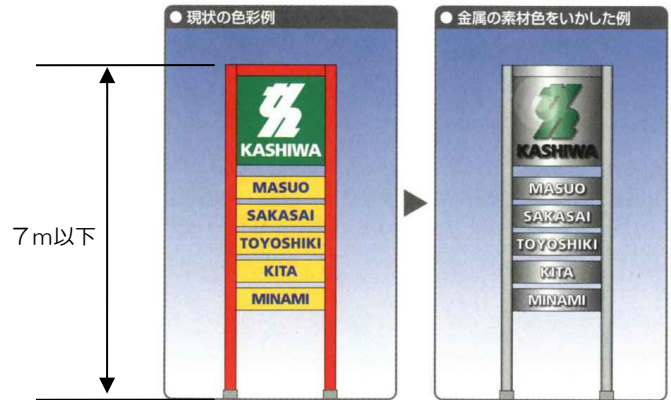 ● 現状の色彩例
KASHIWA
MASUO
SAKASAI
TOYOSHIKI
KITA
MINAMI
7m以下
● 金属の素材色をいかした例
KASHIWA
MASUO
SAKASAI
TOYOSHIKI
KITA
MINAMI